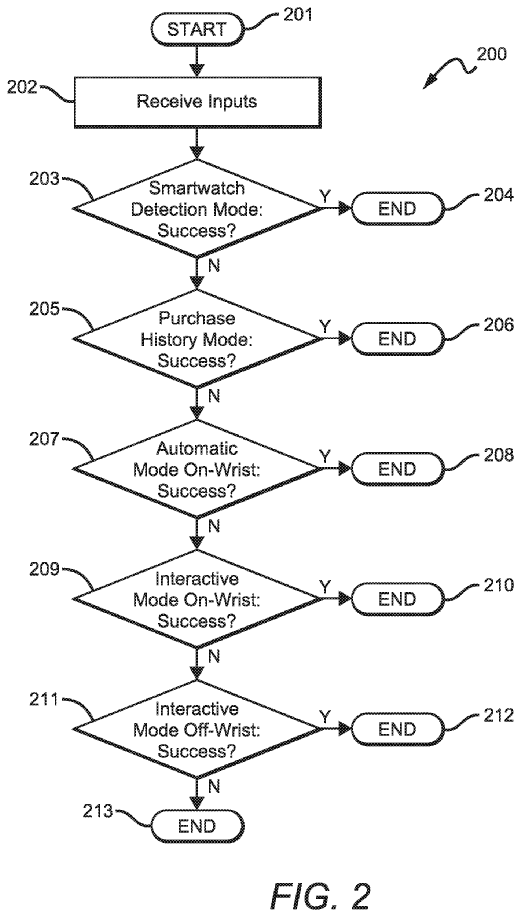 START
201
200
202
Receive Inputs
203
Smartwatch
Detection Mode:
Success?
Y
END
204
N
205
Purchase
History Mode:
Success?
Y
END
206
N
207
Automatic
Mode On-Wrist:
Success?
Y
END
208
N
209
Interactive
Mode On-Wrist:
Success?
Y
END
210
N
211
Interactive
Mode Off-Wrist:
Success?
Y
END
212
N
213
END
FIG. 2